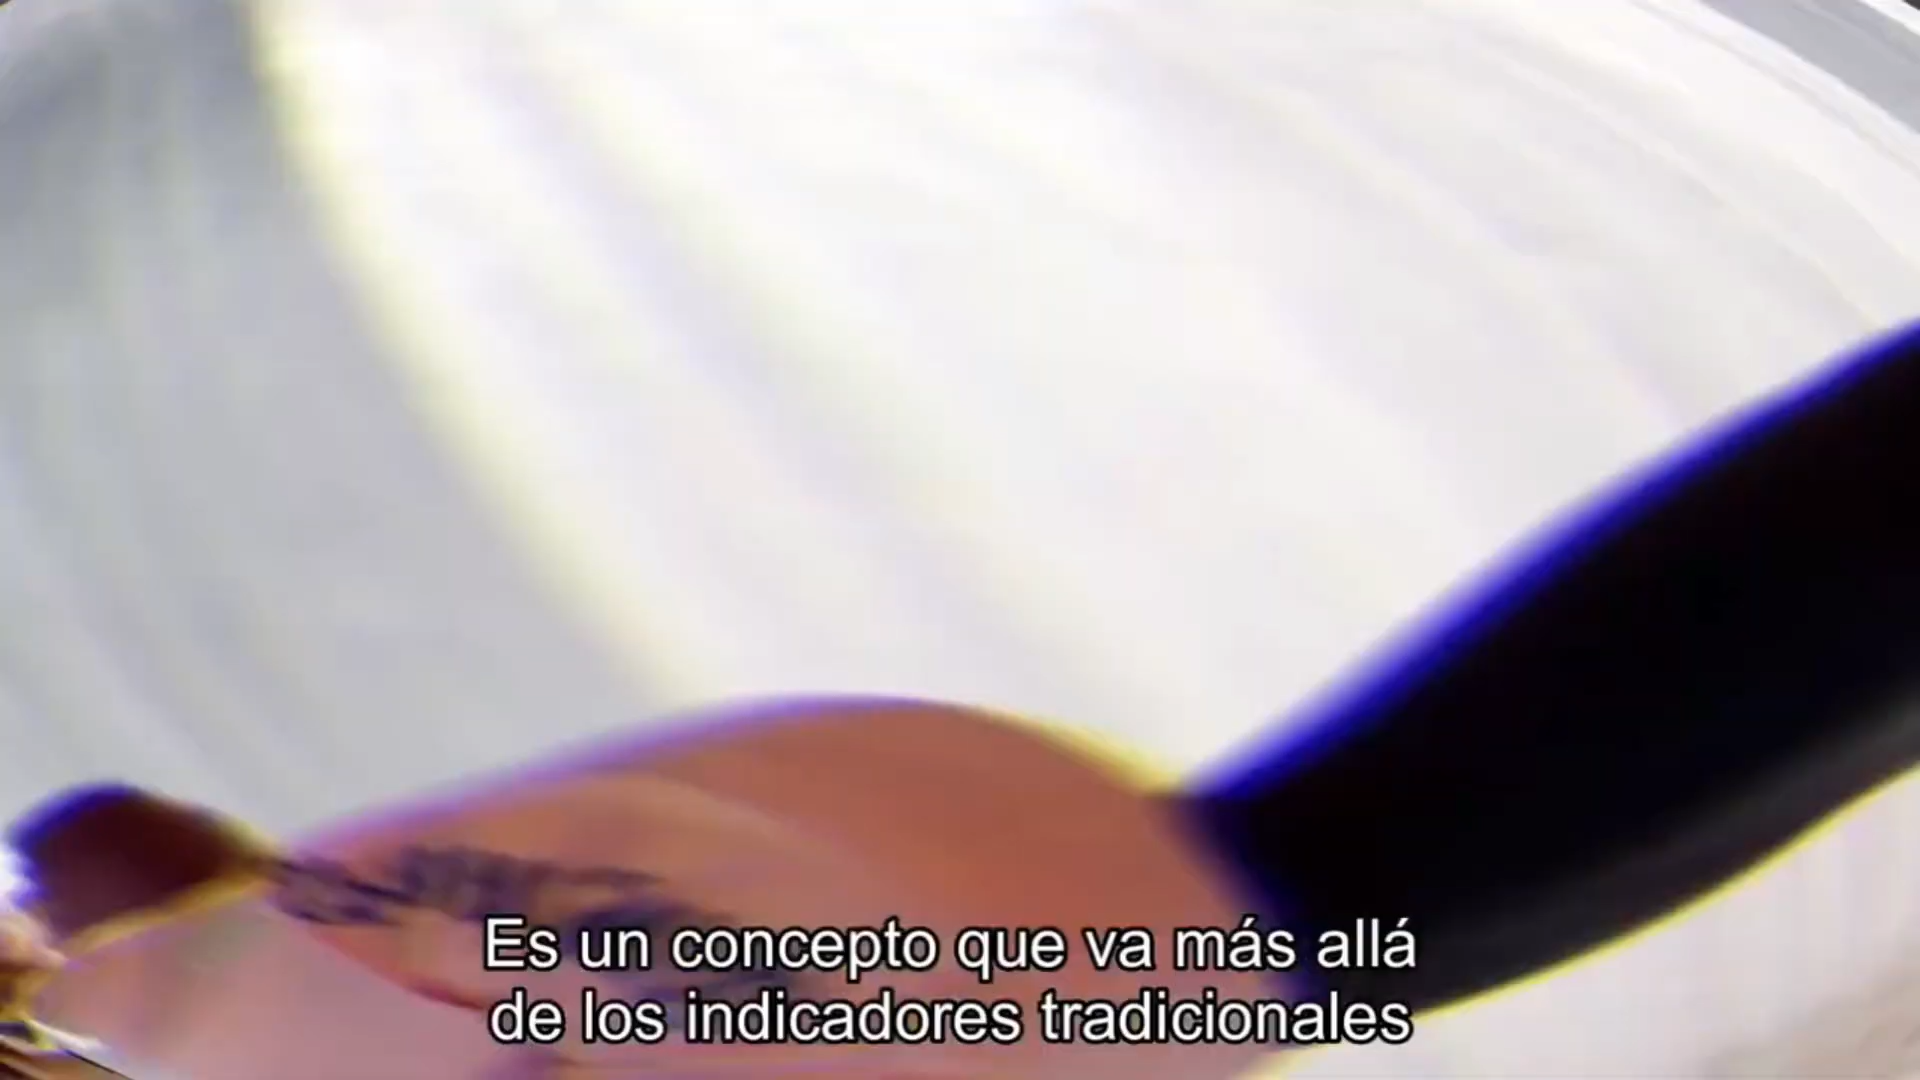 Es un concepto que va más allá
de los indicadores tradicionales